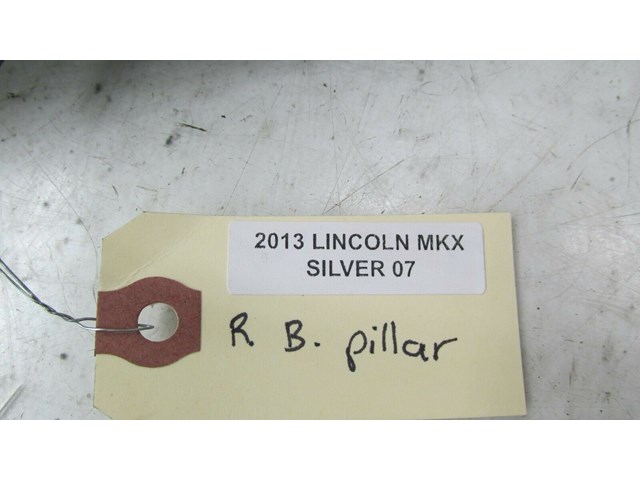 2013 LINCOLN MKX
SILVER 07
R B. pillar